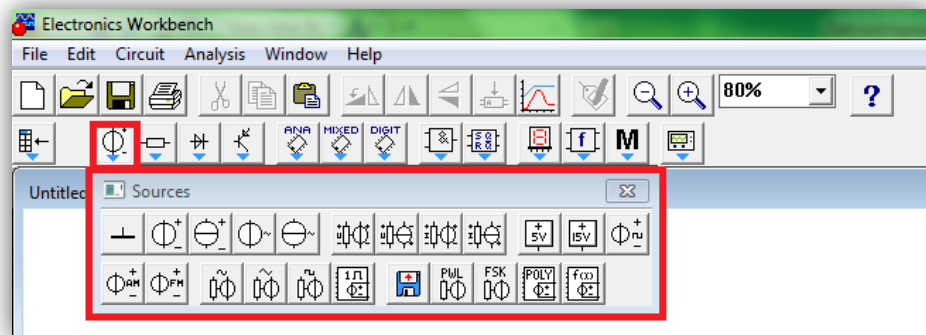 Electronics Workbench
File Edit Circuit Analysis Window Help
80% ?
ANA MIXED DIGIT & f M
Untitled Sources
5V 15V
AM FM PWL FSK POLY f(x)